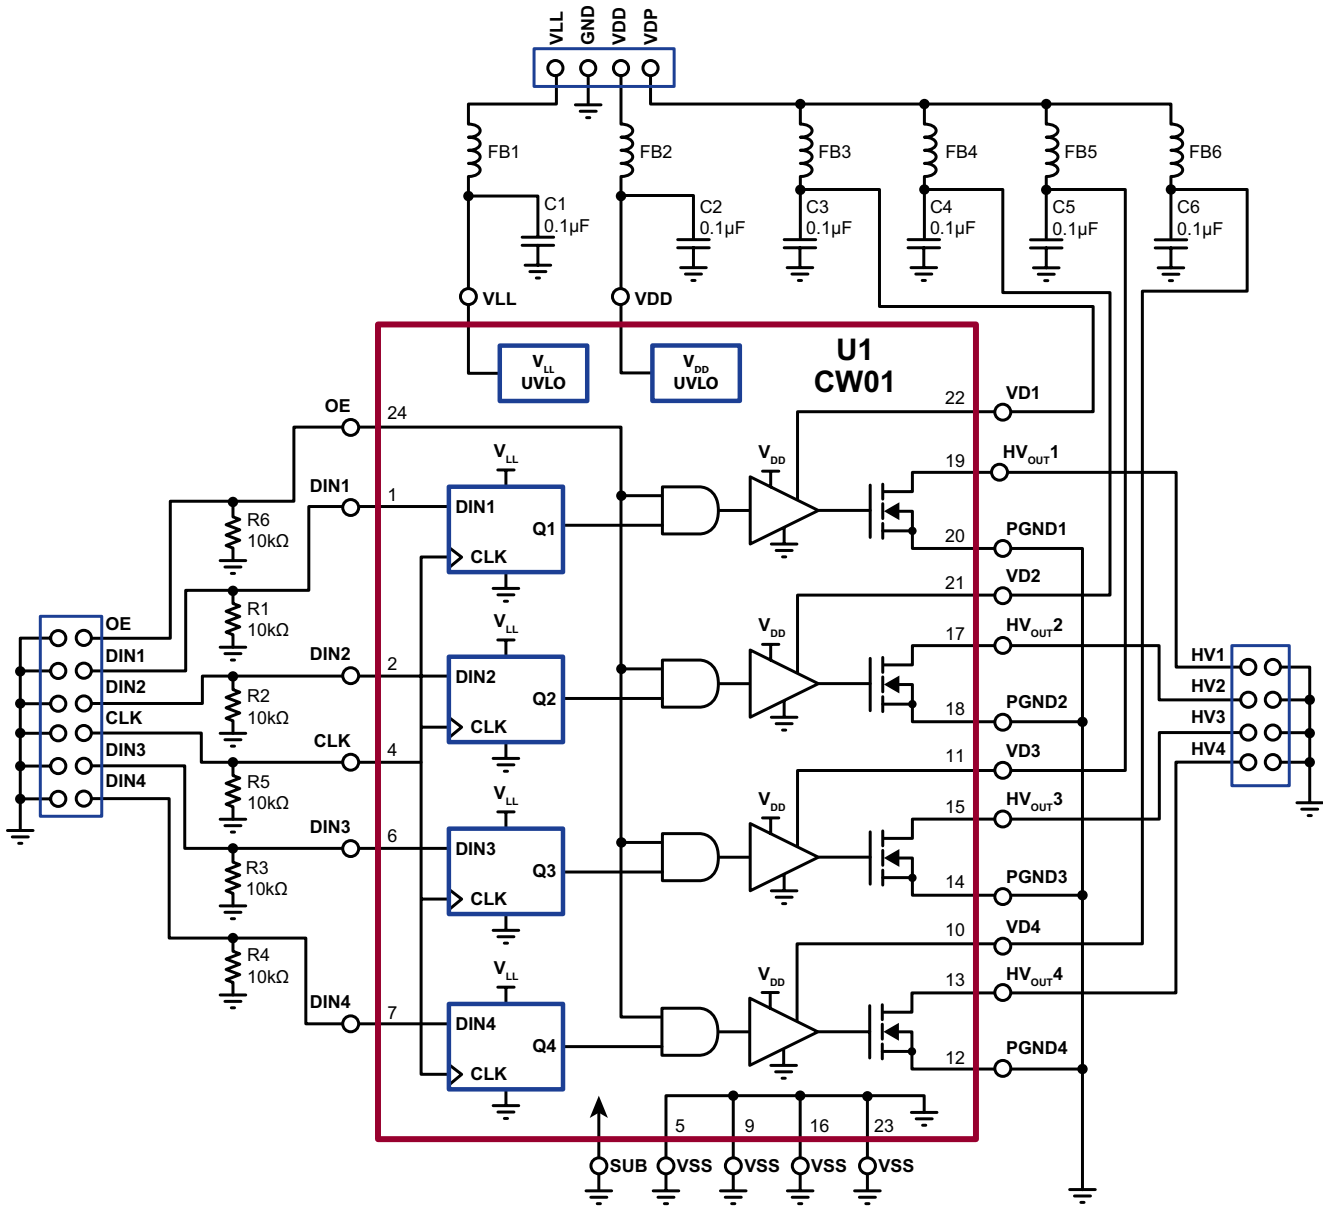 VLL
GND
VDD
VDP
FB1
FB2
FB3
FB4
FB5
FB6
C1
0.1µF
C2
0.1µF
C3
0.1µF
C4
0.1µF
C5
0.1µF
C6
0.1µF
VLL
VDD
VLL
UVLO
VDD
UVLO
U1
CW01
OE
24
22
VD1
VLL
VDD
19
HVOUT1
DIN1
1
DIN1
Q1
CLK
R6
10kΩ
20
PGND1
21
VD2
R1
10kΩ
OE
DIN1
DIN2
CLK
DIN3
DIN4
VLL
VDD
17
HVOUT2
DIN2
2
DIN2
Q2
CLK
R2
10kΩ
18
PGND2
HV1
HV2
HV3
HV4
CLK
4
11
VD3
R5
10kΩ
VLL
VDD
15
HVOUT3
DIN3
6
DIN3
Q3
CLK
R3
10kΩ
14
PGND3
10
VD4
R4
10kΩ
VLL
VDD
13
HVOUT4
DIN4
7
DIN4
Q4
CLK
12
PGND4
5
9
16
23
SUB
VSS
VSS
VSS
VSS